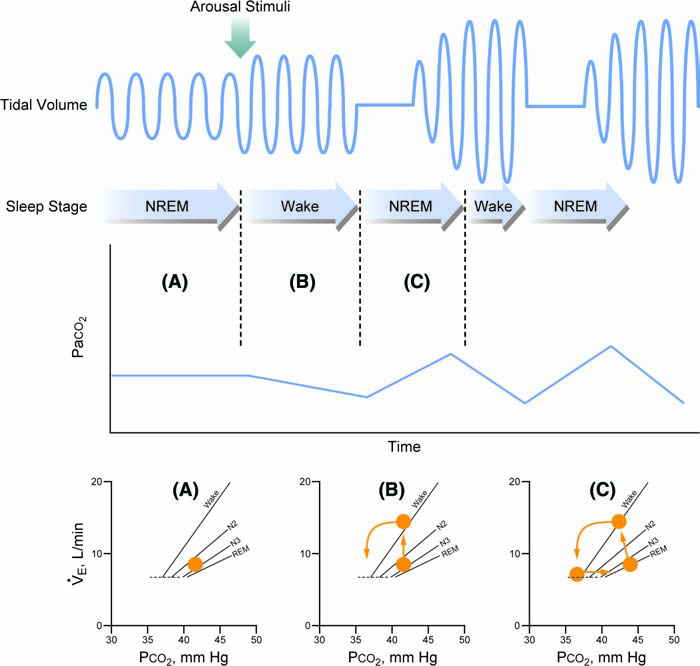 Arousal Stimuli
Tidal Volume
Sleep Stage
NREM
Wake
NREM
Wake
NREM
(A)
(B)
(C)
PaCO2
Time
(A)
(B)
(C)
20
Wake
N2
N3
REM
10
0
30 35 40 45 50
V̇E, L/min
PCO2, mm Hg
20
Wake
N2
N3
REM
10
0
30 35 40 45 50
PCO2, mm Hg
20
Wake
N2
N3
REM
10
0
30 35 40 45 50
PCO2, mm Hg